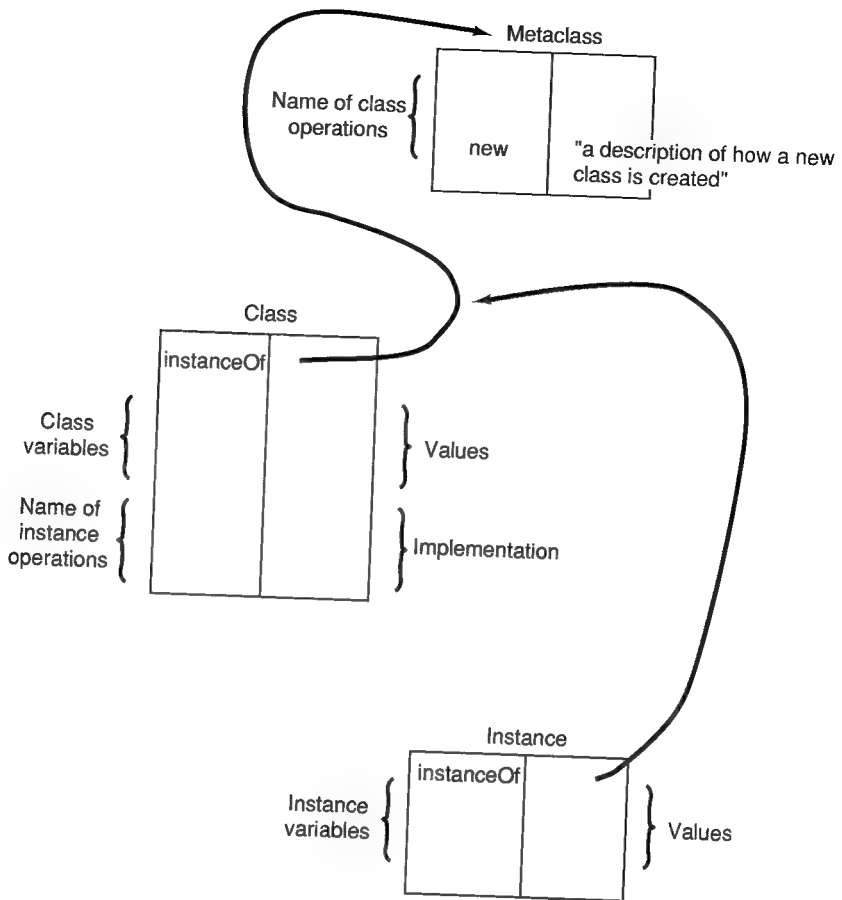 Metaclass
Name of class
operations
new
"a description of how a new
class is created"
Class
instanceOf
Class
variables
Values
Name of
instance
operations
Implementation
Instance
instanceOf
Instance
variables
Values